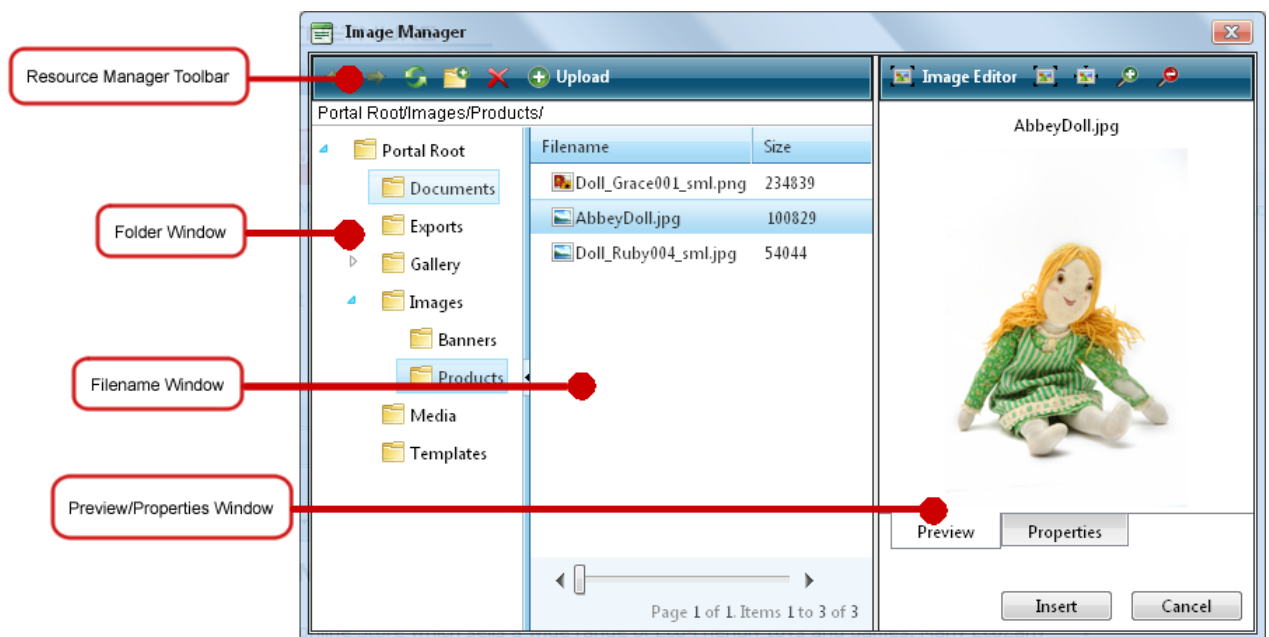 Image Manager
Resource Manager Toolbar
Upload
Image Editor
Portal Root/Images/Products/
AbbeyDoll.jpg
Portal Root
Filename Size
Documents
Doll_Grace001_sml.png 234839
Folder Window
Exports
AbbeyDoll.jpg 100829
Gallery
Doll_Ruby004_sml.jpg 54044
Images
Banners
Filename Window
Products
Media
Templates
Preview/Properties Window
Preview Properties
Page 1 of 1. Items 1 to 3 of 3
Insert Cancel